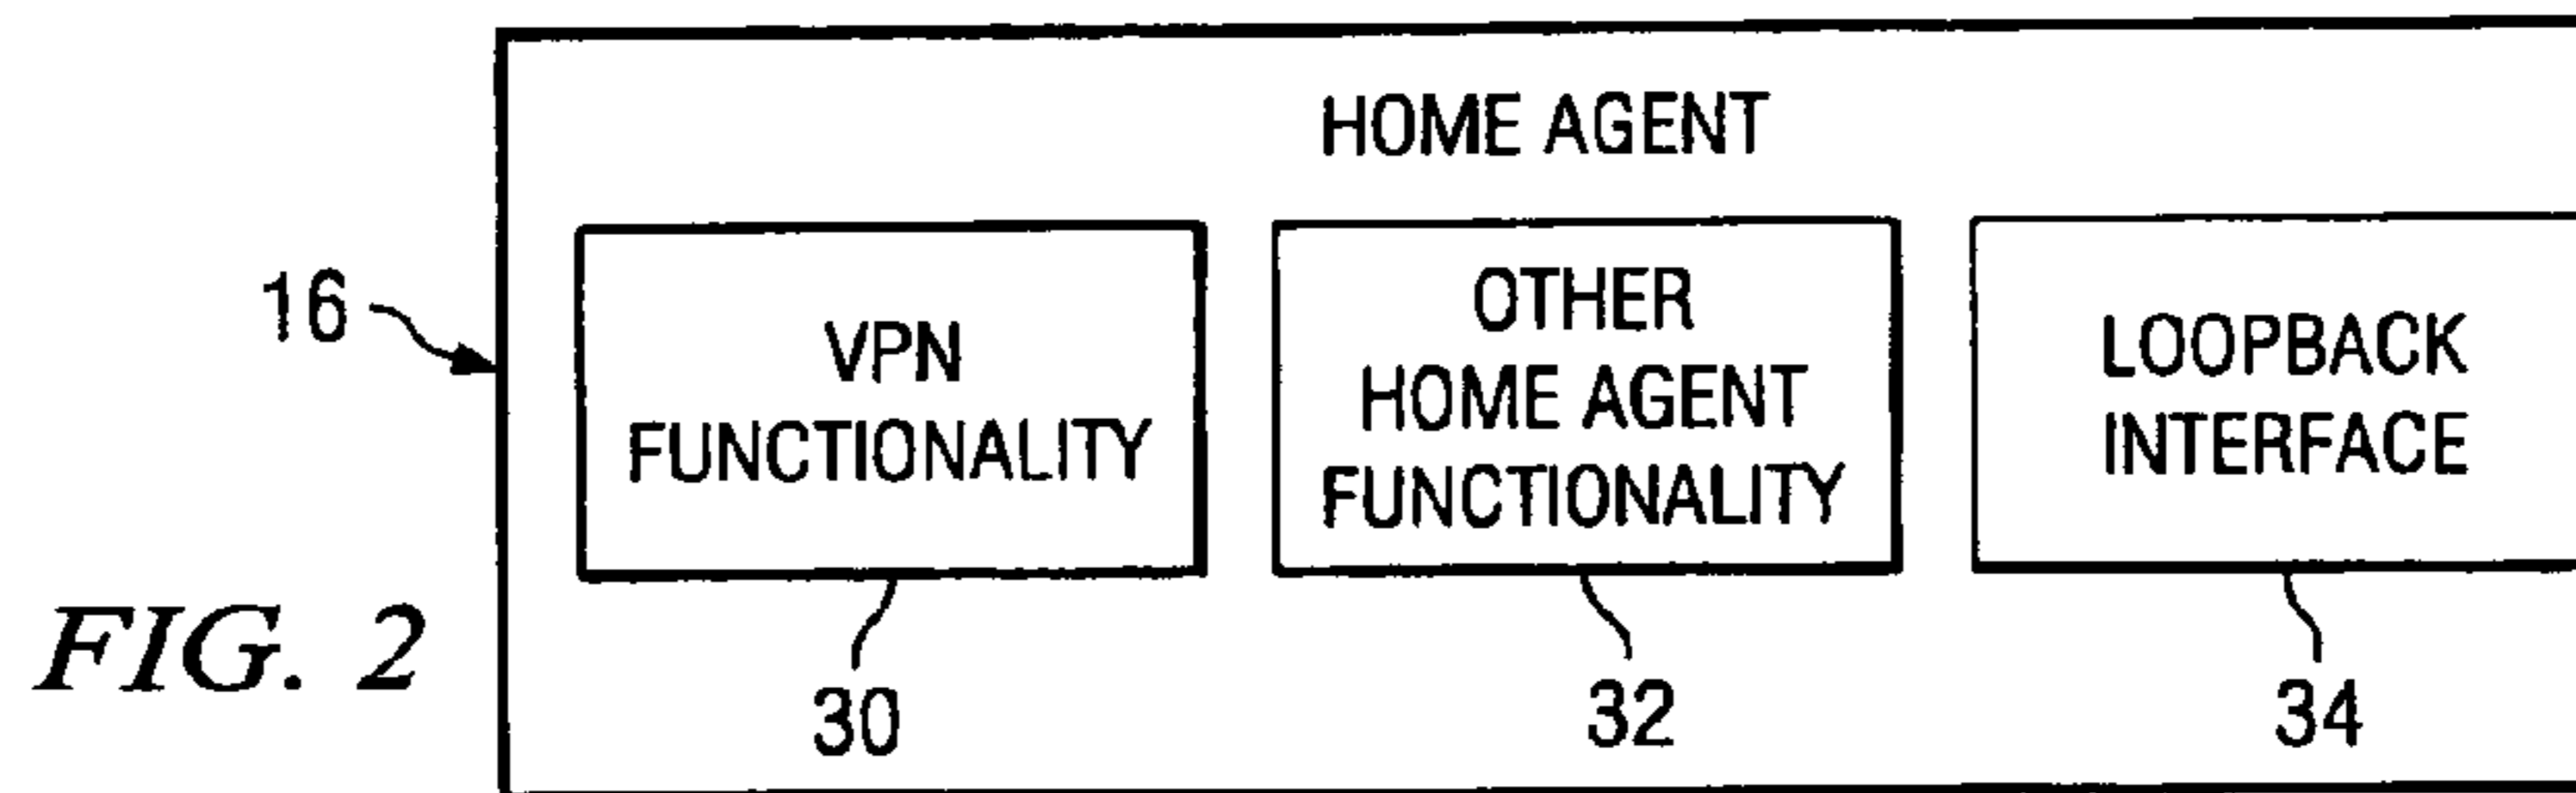 HOME AGENT
16
VPN
FUNCTIONALITY
OTHER
HOME AGENT
FUNCTIONALITY
LOOPBACK
INTERFACE
FIG. 2
30
32
34